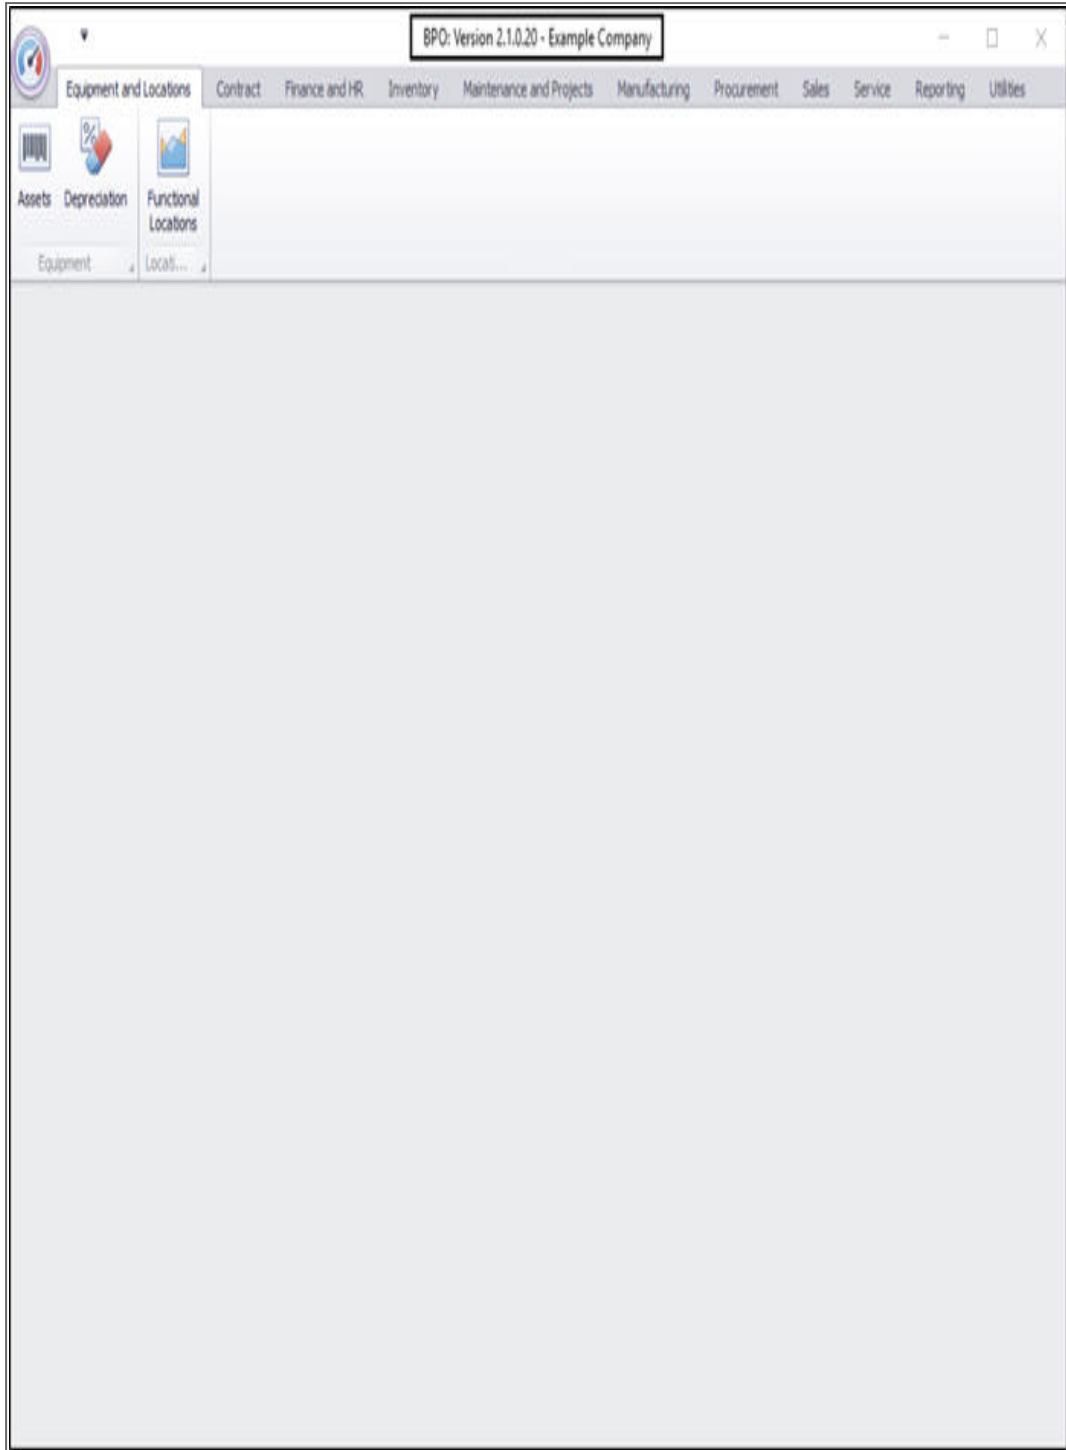 BPO: Version 2.1.0.20 - Example Company
Equipment and Locations Contract Finance and HR Inventory Maintenance and Projects Manufacturing Procurement Sales Service Reporting Utilities
%
Assets Depreciation Functional
Locations
Equipment Locati...